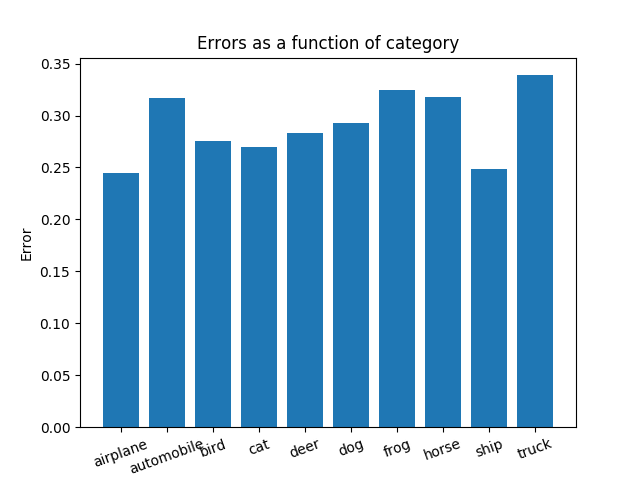 Errors as a function of category
0.35
0.30
0.25
0.20
0.15
0.10
0.05
0.00
Error
airplane
automobile
bird
cat
deer
dog
frog
horse
ship
truck